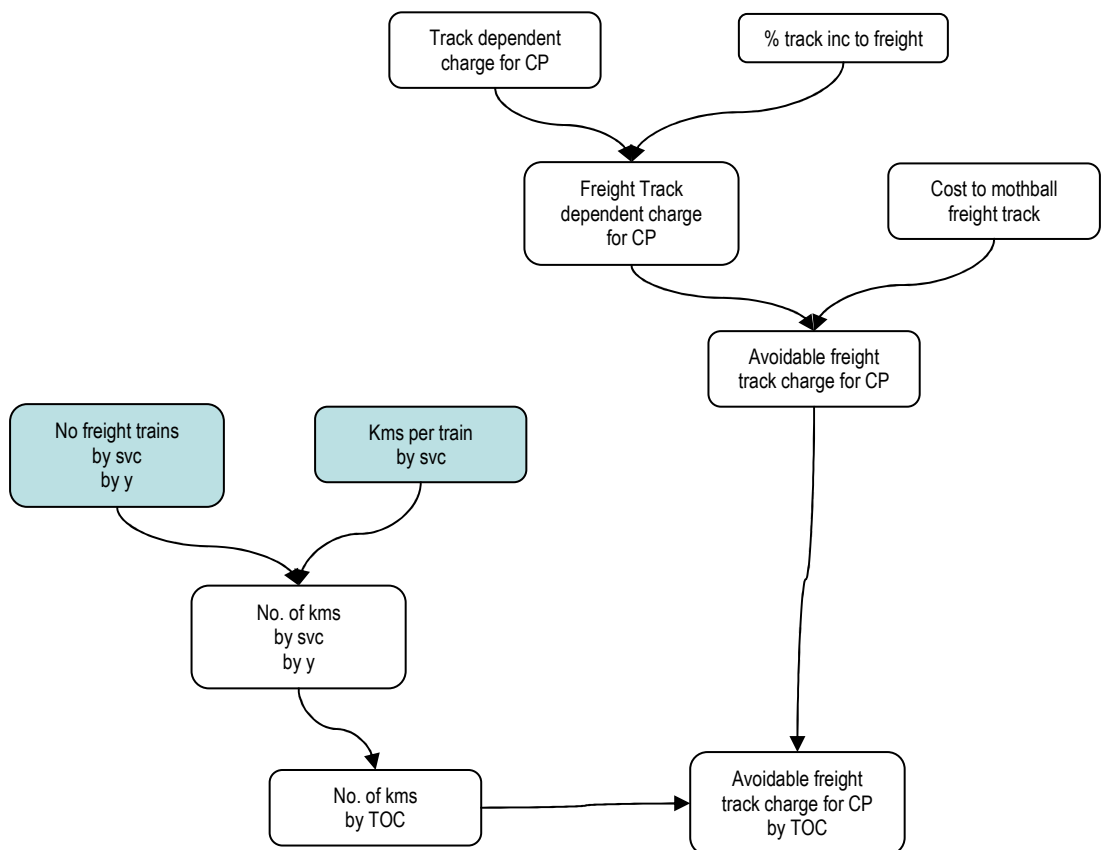 Track dependent
charge for CP
% track inc to freight
Freight Track
dependent charge
for CP
Cost to mothball
freight track
Avoidable freight
track charge for CP
No freight trains
by svc
by y
Kms per train
by svc
No. of kms
by svc
by y
No. of kms
by TOC
Avoidable freight
track charge for CP
by TOC